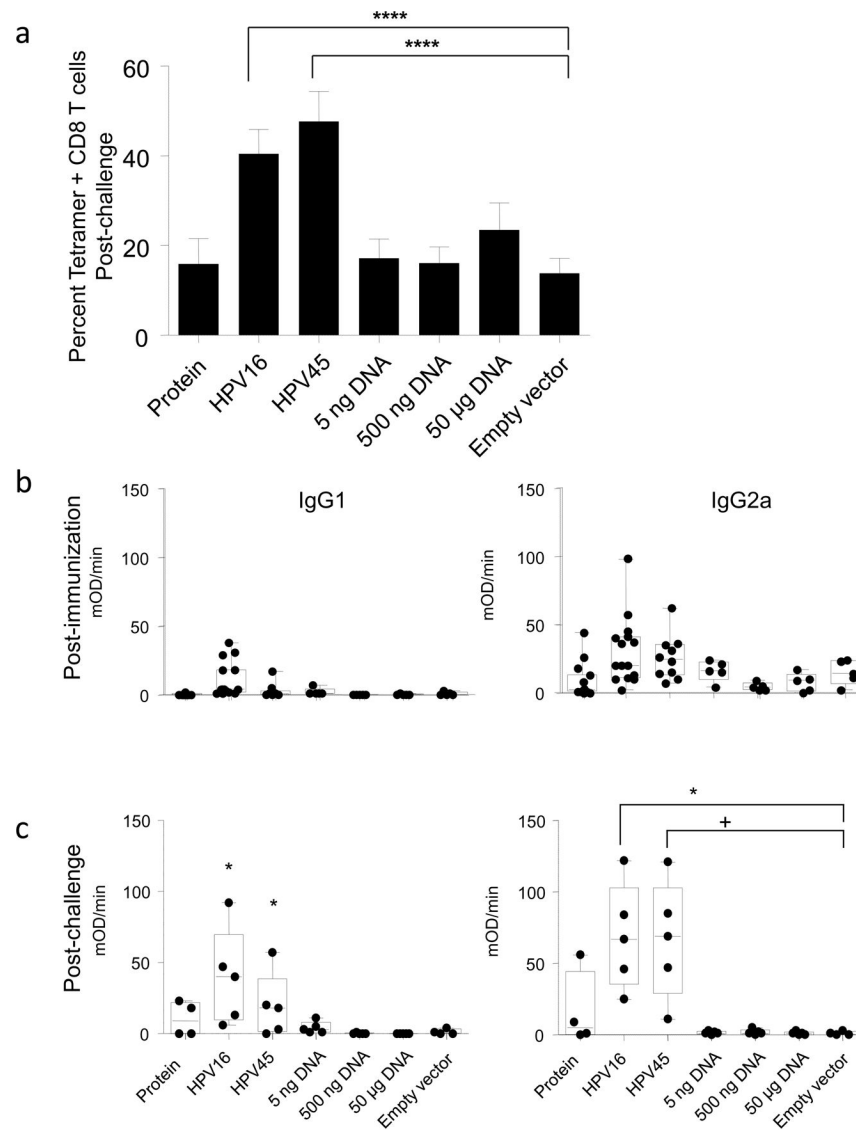 a
****
****
Percent Tetramer + CD8 T cells
Post-challenge
60
40
20
0
Protein
HPV16
HPV45
5 ng DNA
500 ng DNA
50 µg DNA
Empty vector
b
Post-immunization
mOD/min
150
100
50
0
IgG1
mOD/min
150
100
50
0
IgG2a
c
Post-challenge
mOD/min
150
100
50
0
*
*
Protein
HPV16
HPV45
5 ng DNA
500 ng DNA
50 µg DNA
Empty vector
mOD/min
150
100
50
0
*
+
Protein
HPV16
HPV45
5 ng DNA
500 ng DNA
50 µg DNA
Empty vector